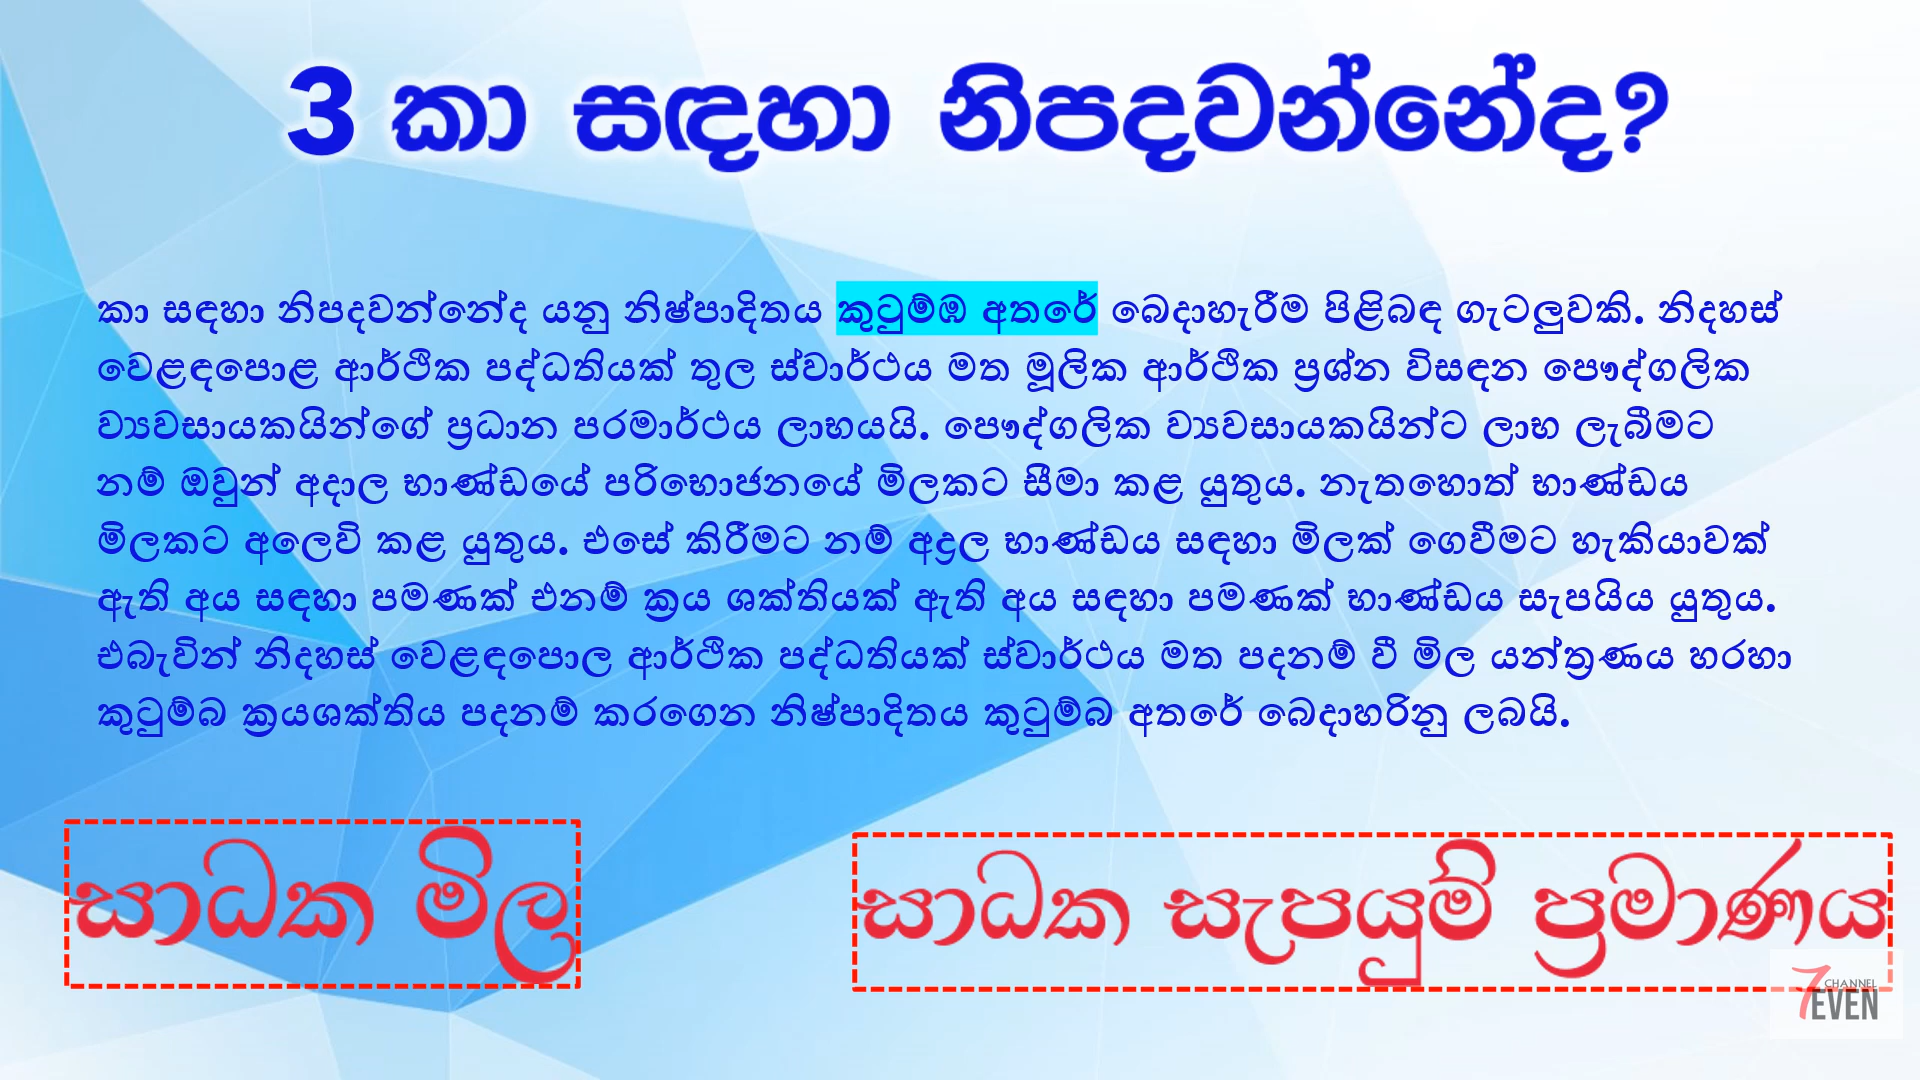 3 කා සඳහා නිපදවන්නේද?
කා සඳහා නිපදවන්නේද යනු නිෂ්පාදිතය කුටුම්ඹ අතරේ බෙදාහැරීම පිළිබඳ ගැටලුවකි. නිදහස්
වෙළඳපොළ ආර්ථික පද්ධතියක් තුල ස්වාර්ථය මත මූලික ආර්ථික ප්‍රශ්න විසඳන පෞද්ගලික
ව්‍යවසායකයින්ගේ ප්‍රධාන පරමාර්ථය ලාභයයි. පෞද්ගලික ව්‍යවසායකයින්ට ලාභ ලැබීමට
නම් ඔවුන් අදාල භාණ්ඩයේ පරිභොජනයේ මිලකට සීමා කළ යුතුය. නැතහොත් භාණ්ඩය
මිලකට අලෙවි කළ යුතුය. එසේ කිරීමට නම් අද්‍රල භාණ්ඩය සඳහා මිලක් ගෙවීමට හැකියාවක්
ඇති අය සඳහා පමණක් එනම් ක්‍රය ශක්තියක් ඇති අය සඳහා පමණක් භාණ්ඩය සැපයිය යුතුය.
එබැවින් නිදහස් වෙළඳපොල ආර්ථික පද්ධතියක් ස්වාර්ථය මත පදනම් වී මිල යන්ත්‍රණය හරහා
කුටුම්බ ක්‍රයශක්තිය පදනම් කරගෙන නිෂ්පාදිතය කුටුම්බ අතරේ බෙදාහරිනු ලබයි.
සාධක මිල
සාධක සැපයුම් ප්‍රමාණය
7 CHANNEL
EVEN